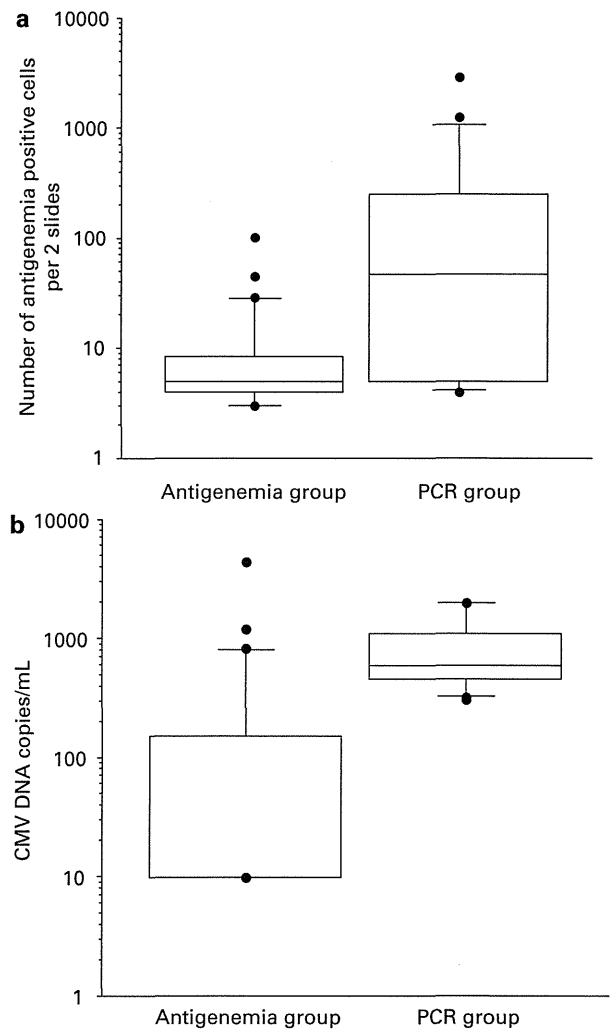 a
10000
1000
100
10
1
Number of antigenemia positive cells
per 2 slides
Antigenemia group PCR group
b
10000
1000
100
10
1
CMV DNA copies/mL
Antigenemia group PCR group